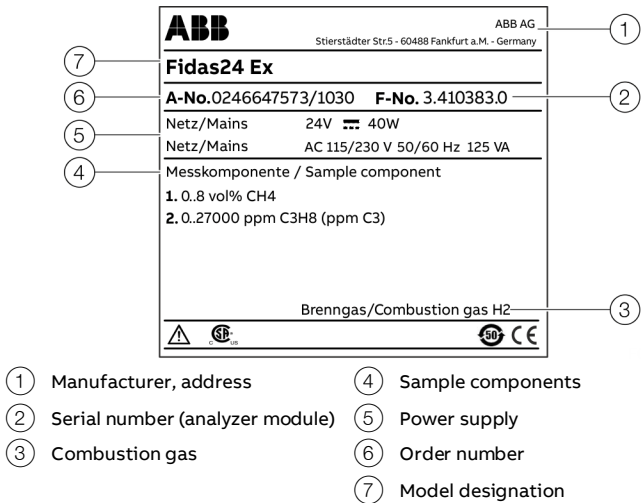 ABB
ABB AG
Stierstädter Str.5 - 60488 Fankfurt a.M. - Germany
1
7
Fidas24 Ex
6
A-No.0246647573/1030 F-No. 3.410383.0
2
5
Netz/Mains 24V 40W
Netz/Mains AC 115/230 V 50/60 Hz 125 VA
4
Messkomponente / Sample component
1. 0..8 vol% CH4
2. 0..27000 ppm C3H8 (ppm C3)
Brenngas/Combustion gas H2
3
C SA US
50 CE
1 Manufacturer, address
2 Serial number (analyzer module)
3 Combustion gas
4 Sample components
5 Power supply
6 Order number
7 Model designation